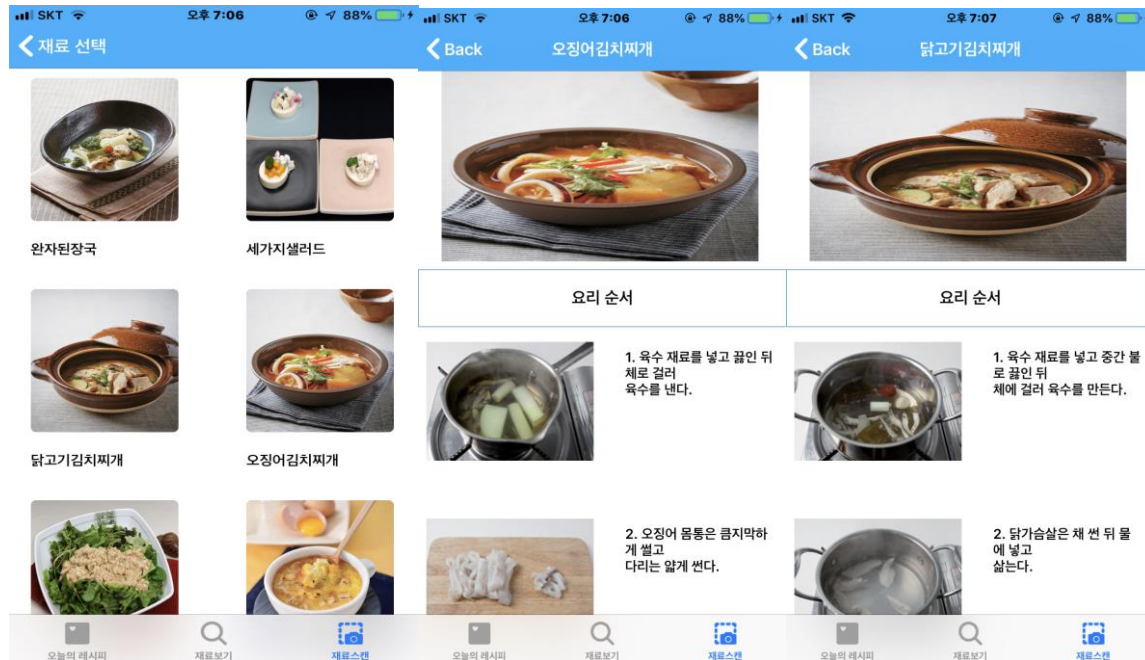 SKT 오후 7:06 88%
재료 선택
완자된장국
세가지샐러드
닭고기김치찌개
오징어김치찌개
오늘의 레시피
재료보기
재료스캔
SKT 오후 7:06 88%
Back 오징어김치찌개
요리 순서
1. 육수 재료를 넣고 끓인 뒤
체로 걸러
육수를 낸다.
2. 오징어 몸통은 큼지막하
게 썰고
다리는 얇게 썬다.
오늘의 레시피
재료보기
재료스캔
SKT 오후 7:07 88%
Back 닭고기김치찌개
요리 순서
1. 육수 재료를 넣고 중간 불
로 끓인 뒤
체에 걸러 육수를 만든다.
2. 닭가슴살은 채 썬 뒤 물
에 넣고
삶는다.
오늘의 레시피
재료보기
재료스캔